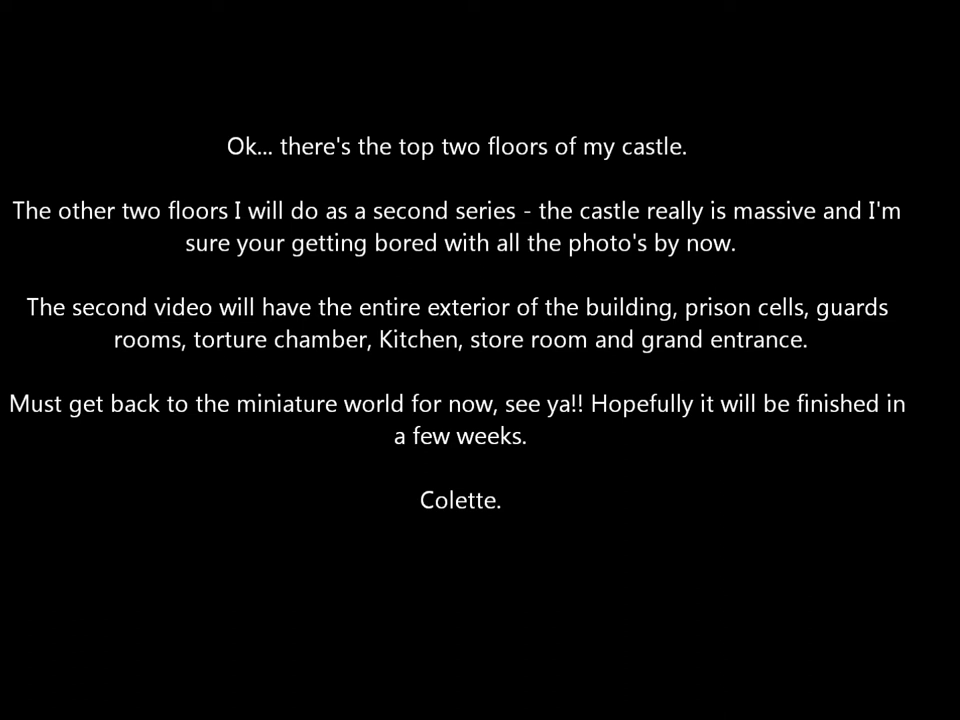 Ok... there's the top two floors of my castle.
The other two floors I will do as a second series - the castle really is massive and I'm
sure your getting bored with all the photo's by now.
The second video will have the entire exterior of the building, prison cells, guards
rooms, torture chamber, Kitchen, store room and grand entrance.
Must get back to the miniature world for now, see ya!! Hopefully it will be finished in
a few weeks.
Colette.